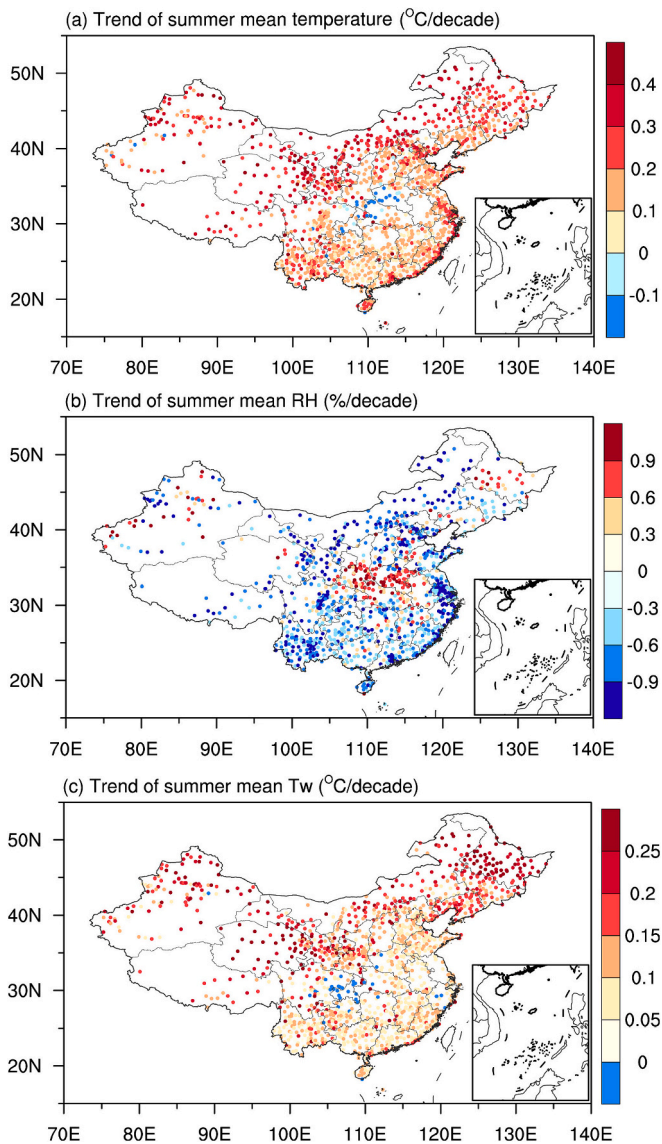 (a) Trend of summer mean temperature (°C/decade)
50N
40N
30N
20N
0.4
0.3
0.2
0.1
0
-0.1
70E 80E 90E 100E 110E 120E 130E 140E
(b) Trend of summer mean RH (%/decade)
50N
40N
30N
20N
0.9
0.6
0.3
0
-0.3
-0.6
-0.9
70E 80E 90E 100E 110E 120E 130E 140E
(c) Trend of summer mean Tw (°C/decade)
50N
40N
30N
20N
0.25
0.2
0.15
0.1
0.05
0
70E 80E 90E 100E 110E 120E 130E 140E